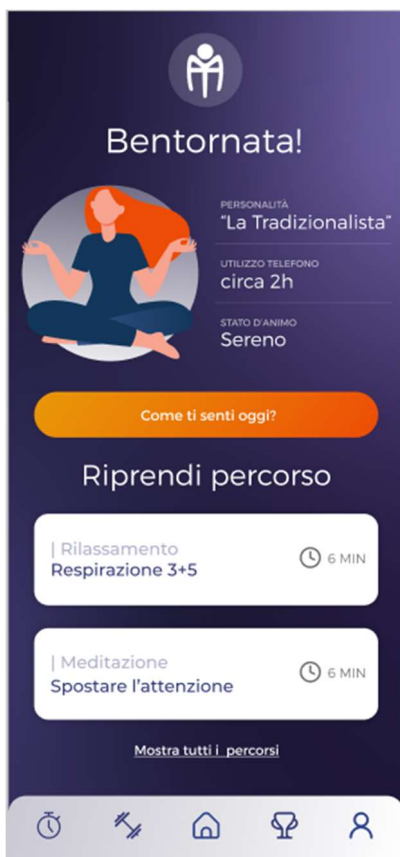 Bentornata!
PERSONALITÀ
"La Tradizionalista"
UTILIZZO TELEFONO
circa 2h
STATO D'ANIMO
Sereno
Come ti senti oggi?
Riprendi percorso
| Rilassamento
Respirazione 3+5
6 MIN
| Meditazione
Spostare l'attenzione
6 MIN
Mostra tutti i percorsi